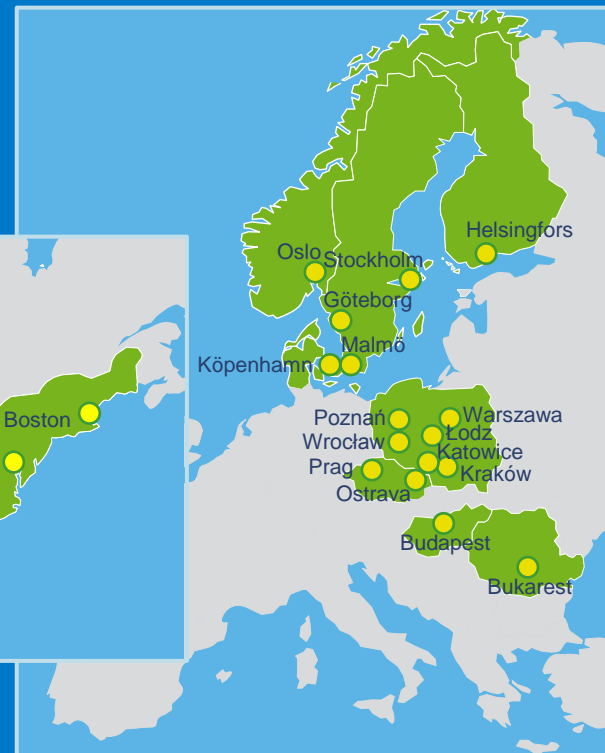 Helsingfors
Oslo
Stockholm
Göteborg
Malmö
Köpenhamn
Boston
Poznań
Warszawa
Łodz
Wrocław
Katowice
Prag
Kraków
Ostrava
Budapest
Bukarest